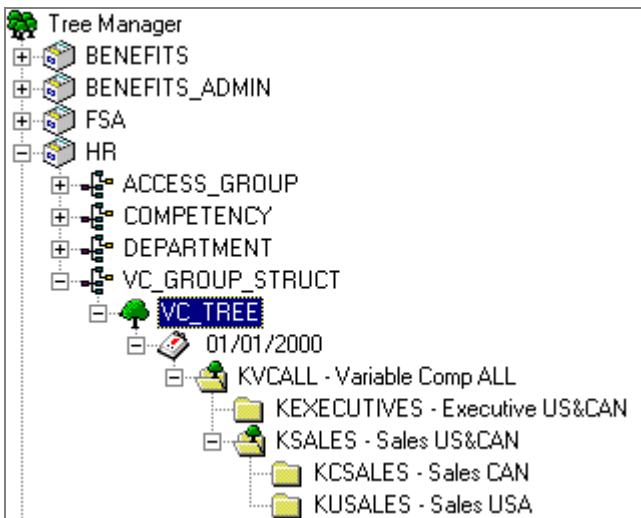 Tree Manager
BENEFITS
BENEFITS_ADMIN
FSA
HR
ACCESS_GROUP
COMPETENCY
DEPARTMENT
VC_GROUP_STRUCT
VC_TREE
01/01/2000
KVCALL - Variable Comp ALL
KEXECUTIVES - Executive US&CAN
KSALES - Sales US&CAN
KCSALES - Sales CAN
KUSALES - Sales USA